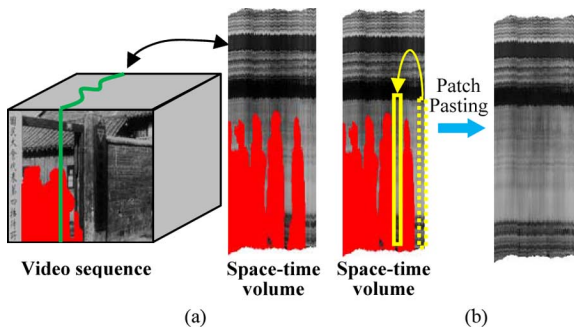 Patch
Pasting
Video sequence
Space-time
volume
Space-time
volume
(a)
(b)